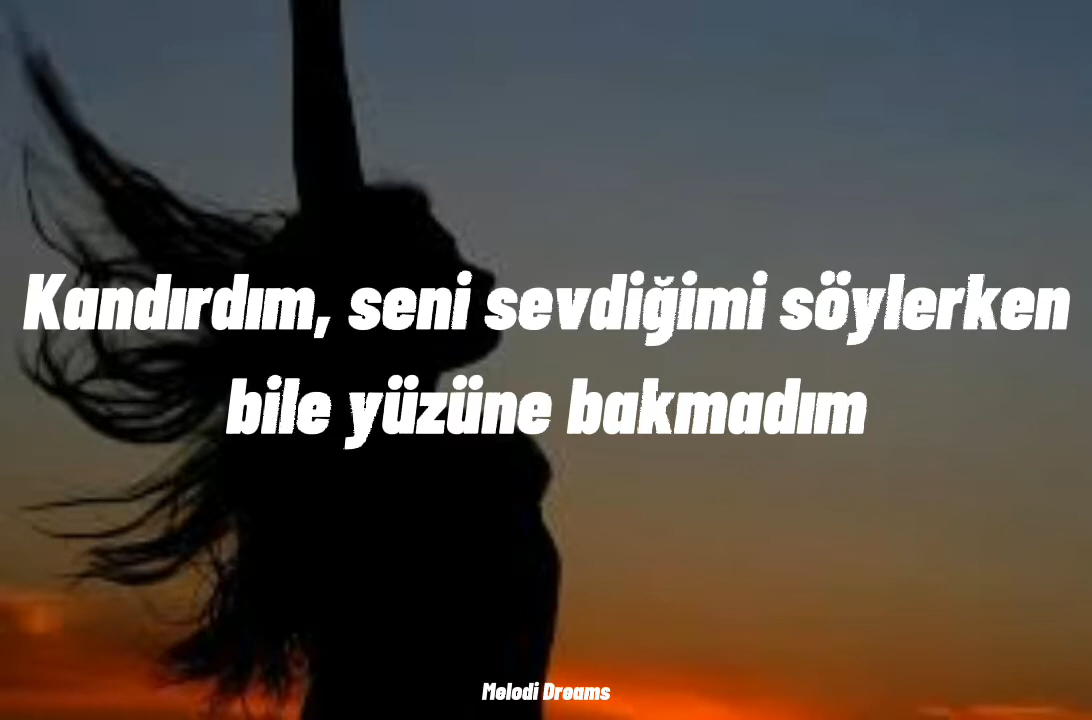 Kandırdım, seni sevdiğimi söylerken
bile yüzüne bakmadım
Melodi Dreams